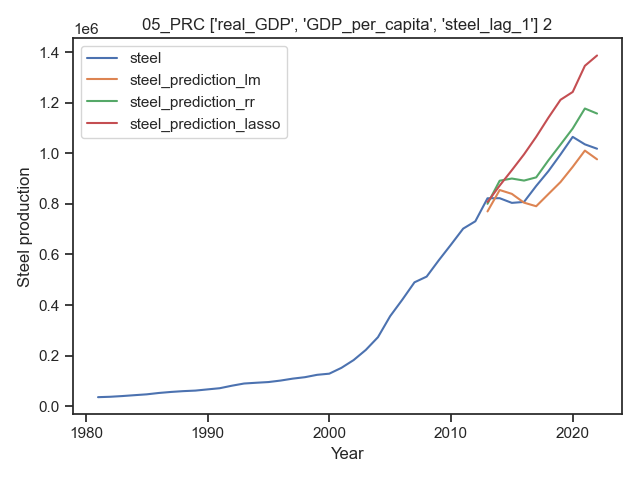 05_PRC ['real_GDP', 'GDP_per_capita', 'steel_lag_1'] 2
1e6
1.4
1.2
1.0
0.8
0.6
0.4
0.2
0.0
Steel production
steel
steel_prediction_lm
steel_prediction_rr
steel_prediction_lasso
1980
1990
2000
2010
2020
Year